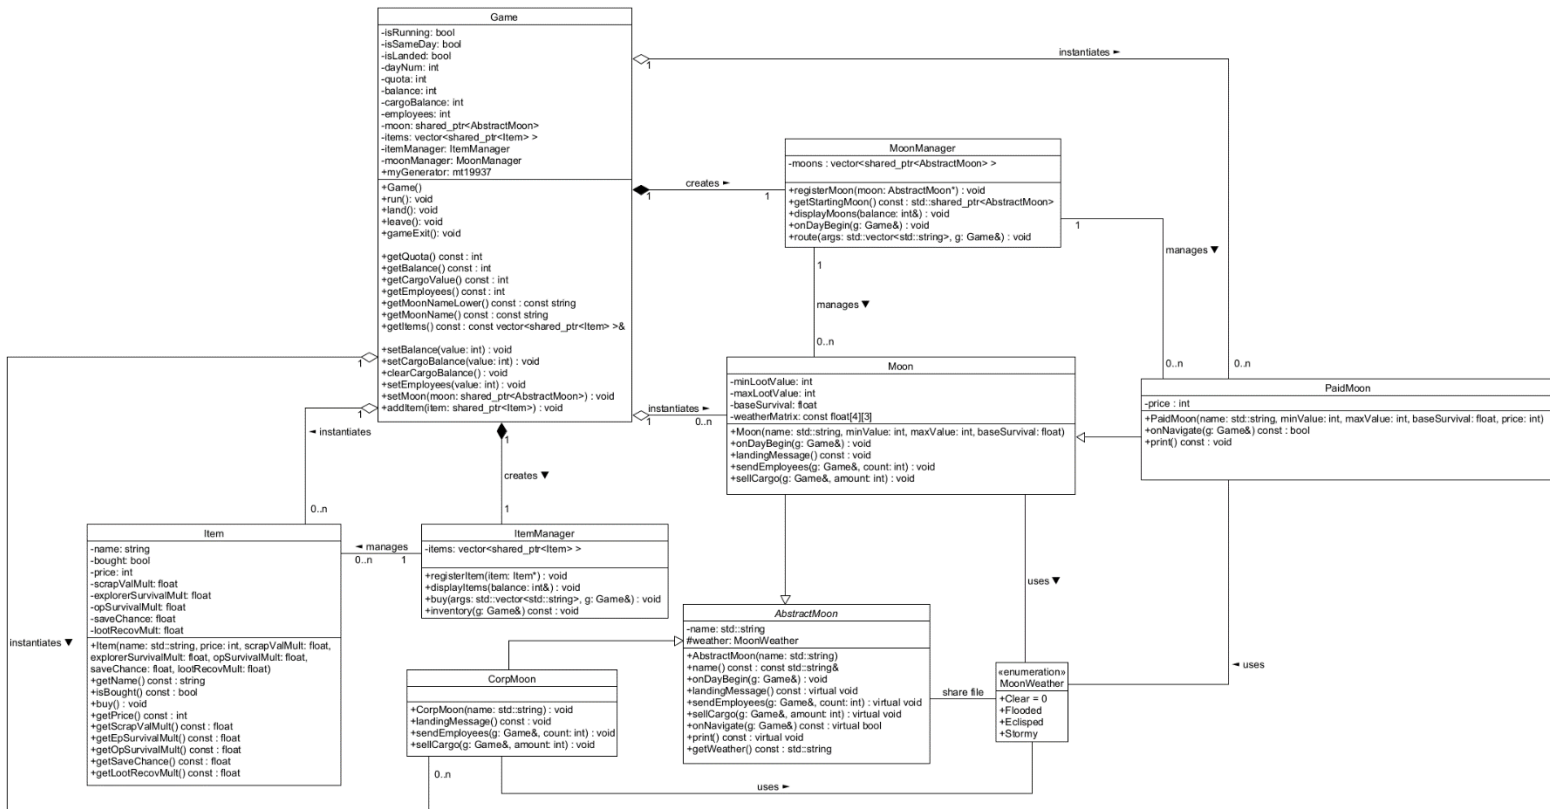 Game
-isRunning: bool
-isSameDay: bool
-isLanded: bool
-dayNum: int
-quota: int
-balance: int
-cargoBalance: int
-employees: int
-moon: shared_ptr<AbstractMoon>
-items: vector<shared_ptr<Item> >
-itemManager: ItemManager
-moonManager: MoonManager
+myGenerator: mt19937
+Game()
+run(): void
+land(): void
+leave(): void
+gameExit(): void
+getQuota() const : int
+getBalance() const : int
+getCargoValue() const : int
+getEmployees() const : int
+getMoonNameLower() const : const string
+getMoonName() const : const string
+getItems() const : const vector<shared_ptr<Item> >&
+setBalance(value: int) : void
+setCargoBalance(value: int) : void
+clearCargoBalance() : void
+setEmployees(value: int) : void
+setMoon(moon: shared_ptr<AbstractMoon>) : void
+addItem(item: shared_ptr<Item>) : void
1
instantiates ►
0..n
1
creates ►
1
MoonManager
-moons : vector<shared_ptr<AbstractMoon> >
+registerMoon(moon: AbstractMoon*) : void
+getStartingMoon() const : std::shared_ptr<AbstractMoon>
+displayMoons(balance: int&) : void
+onDayBegin(g: Game&) : void
+route(args: std::vector<std::string>, g: Game&) : void
1
manages ▼
0..n
1
manages ▼
0..n
1
1
◄ instantiates
0..n
1
instantiates ►
0..n
Moon
-minLootValue: int
-maxLootValue: int
-baseSurvival: float
-weatherMatrix: const float[4][3]
+Moon(name: std::string, minValue: int, maxValue: int, baseSurvival: float)
+onDayBegin(g: Game&) : void
+landingMessage() const : void
+sendEmployees(g: Game&, count: int) : void
+sellCargo(g: Game&, amount: int) : void
PaidMoon
-price : int
+PaidMoon(name: std::string, minValue: int, maxValue: int, baseSurvival: float, price: int)
+onNavigate(g: Game&) const : bool
+print() const : void
1
creates ▼
1
Item
-name: string
-bought: bool
-price: int
-scrapValMult: float
-explorerSurvivalMult: float
-opSurvivalMult: float
-saveChance: float
-lootRecovMult: float
+Item(name: std::string, price: int, scrapValMult: float,
explorerSurvivalMult: float, opSurvivalMult: float,
saveChance: float, lootRecovMult: float)
+getName() const : string
+isBought() const : bool
+buy() : void
+getPrice() const : int
+getScrapValMult() const : float
+getEpSurvivalMult() const : float
+getOpSurvivalMult() const : float
+getSaveChance() const : float
+getLootRecovMult() const : float
◄ manages
0..n
1
ItemManager
-items: vector<shared_ptr<Item> >
+registerItem(item: Item*) : void
+displayItems(balance: int&) : void
+buy(args: std::vector<std::string>, g: Game&) : void
+inventory(g: Game&) const : void
uses ▼
AbstractMoon
-name: std::string
#weather: MoonWeather
+AbstractMoon(name: std::string)
+name() const : const std::string&
+onDayBegin(g: Game&) : void
+landingMessage() const : virtual void
+sendEmployees(g: Game&, count: int) : virtual void
+sellCargo(g: Game&, amount: int) : virtual void
+onNavigate(g: Game&) const : virtual bool
+print() const : virtual void
+getWeather() const : std::string
share file
«enumeration»
MoonWeather
+Clear = 0
+Flooded
+Eclisped
+Stormy
◄ uses
instantiates ▼
CorpMoon
+CorpMoon(name: std::string) : void
+landingMessage() const : void
+sendEmployees(g: Game&, count: int) : void
+sellCargo(g: Game&, amount: int) : void
0..n
uses ►